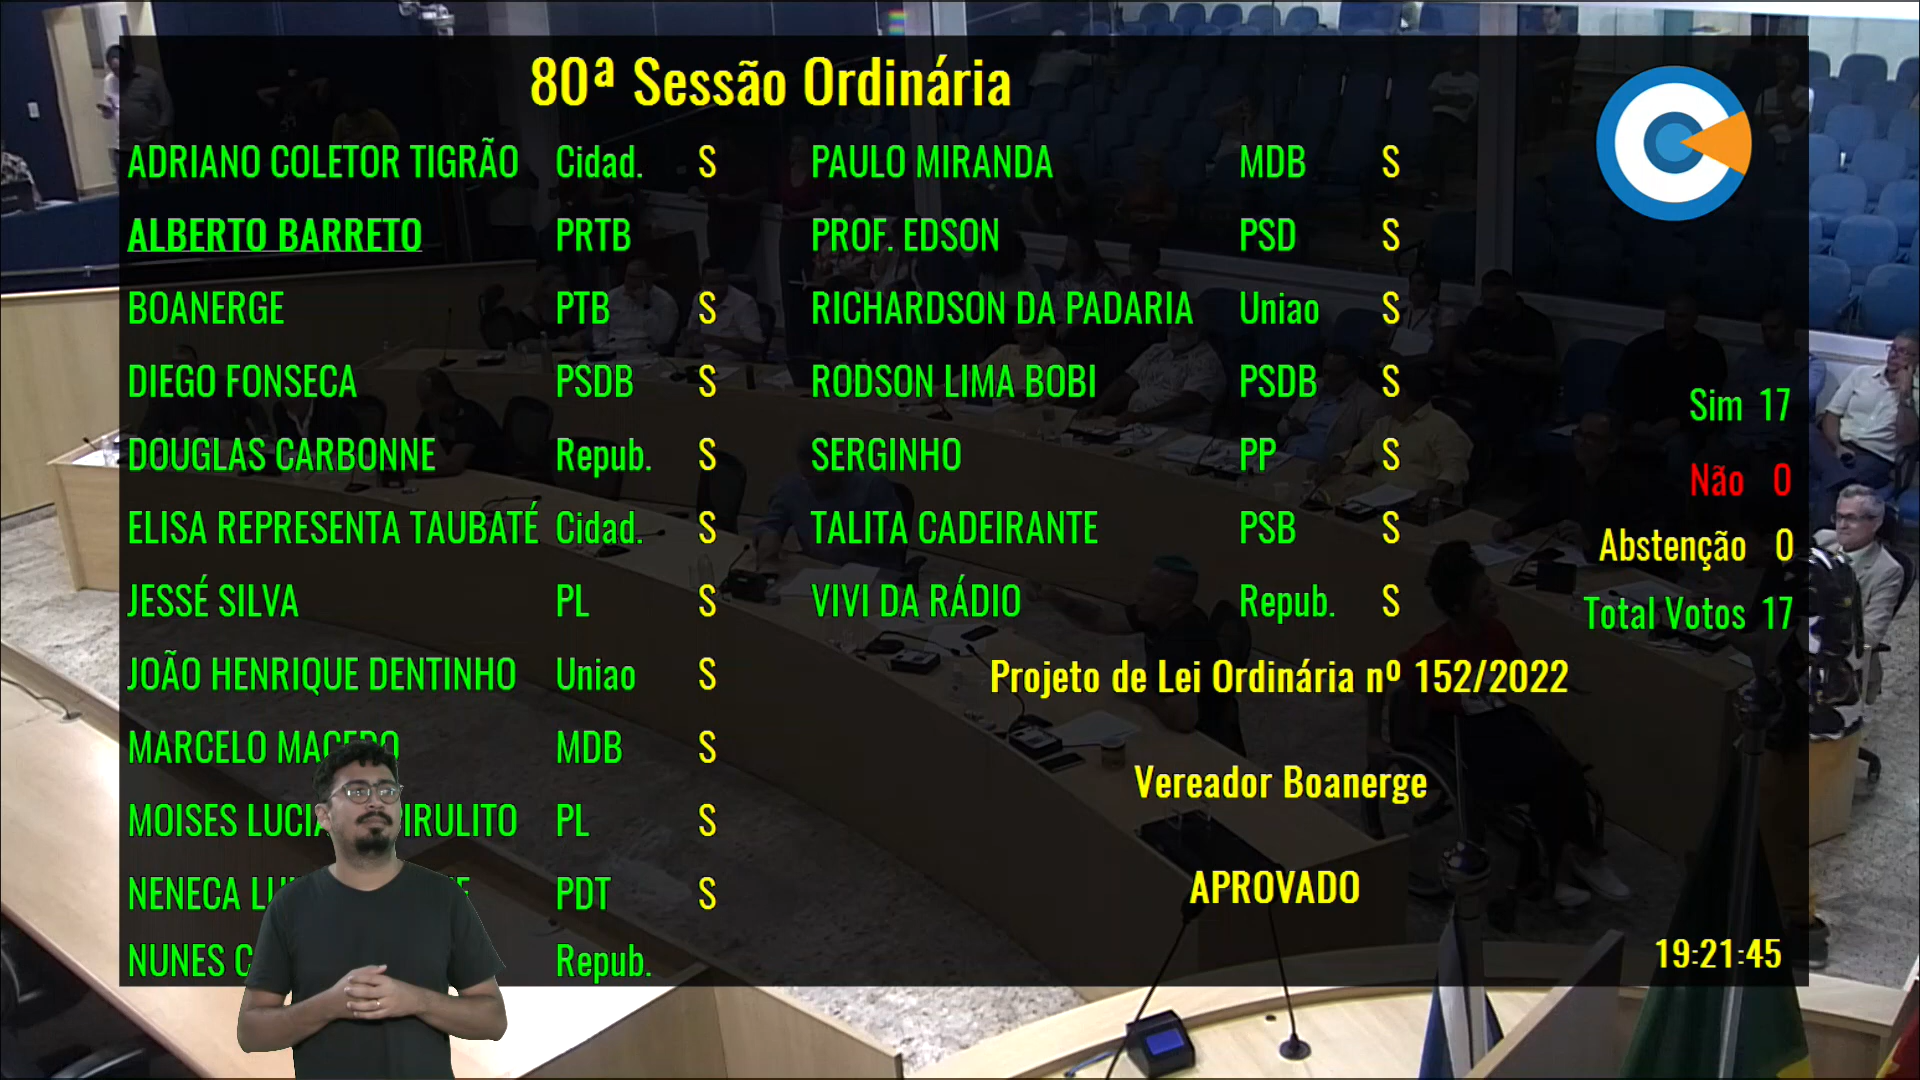 80ª Sessão Ordinária
ADRIANO COLETOR TIGRÃO Cidad. S
ALBERTO BARRETO PRTB
BOANERGE PTB S
DIEGO FONSECA PSDB S
DOUGLAS CARBONNE Repub. S
ELISA REPRESENTA TAUBATÉ Cidad. S
JESSÉ SILVA PL S
JOÃO HENRIQUE DENTINHO Uniao S
MARCELO MACEDO MDB S
MOISES PIRULITO PL S
NENECA PDT S
NUNES Repub.
PAULO MIRANDA MDB S
PROF. EDSON PSD S
RICHARDSON DA PADARIA Uniao S
RODSON LIMA BOBI PSDB S
SERGINHO PP S
TALITA CADEIRANTE PSB S
VIVI DA RÁDIO Repub. S
Sim 17
Não 0
Abstenção 0
Total Votos 17
Projeto de Lei Ordinária nº 152/2022
Vereador Boanerge
APROVADO
19:21:45